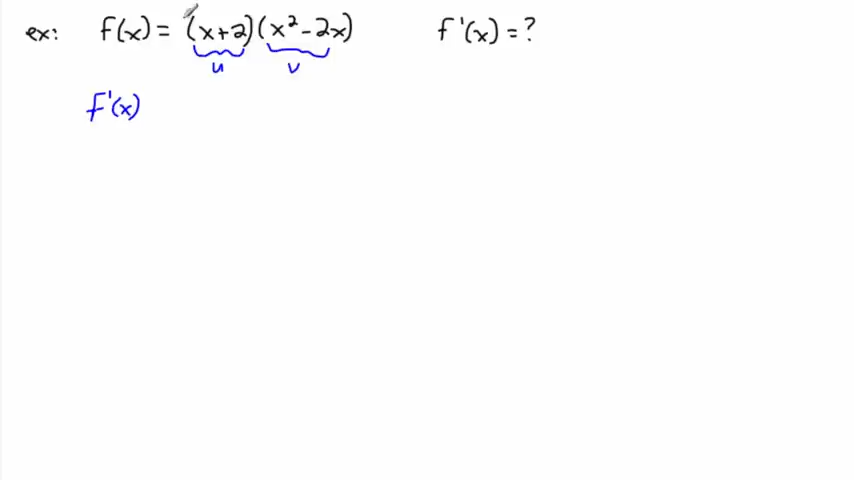 ex: f(x) = (x+2)(x²-2x) f'(x) = ?
u v
f'(x)